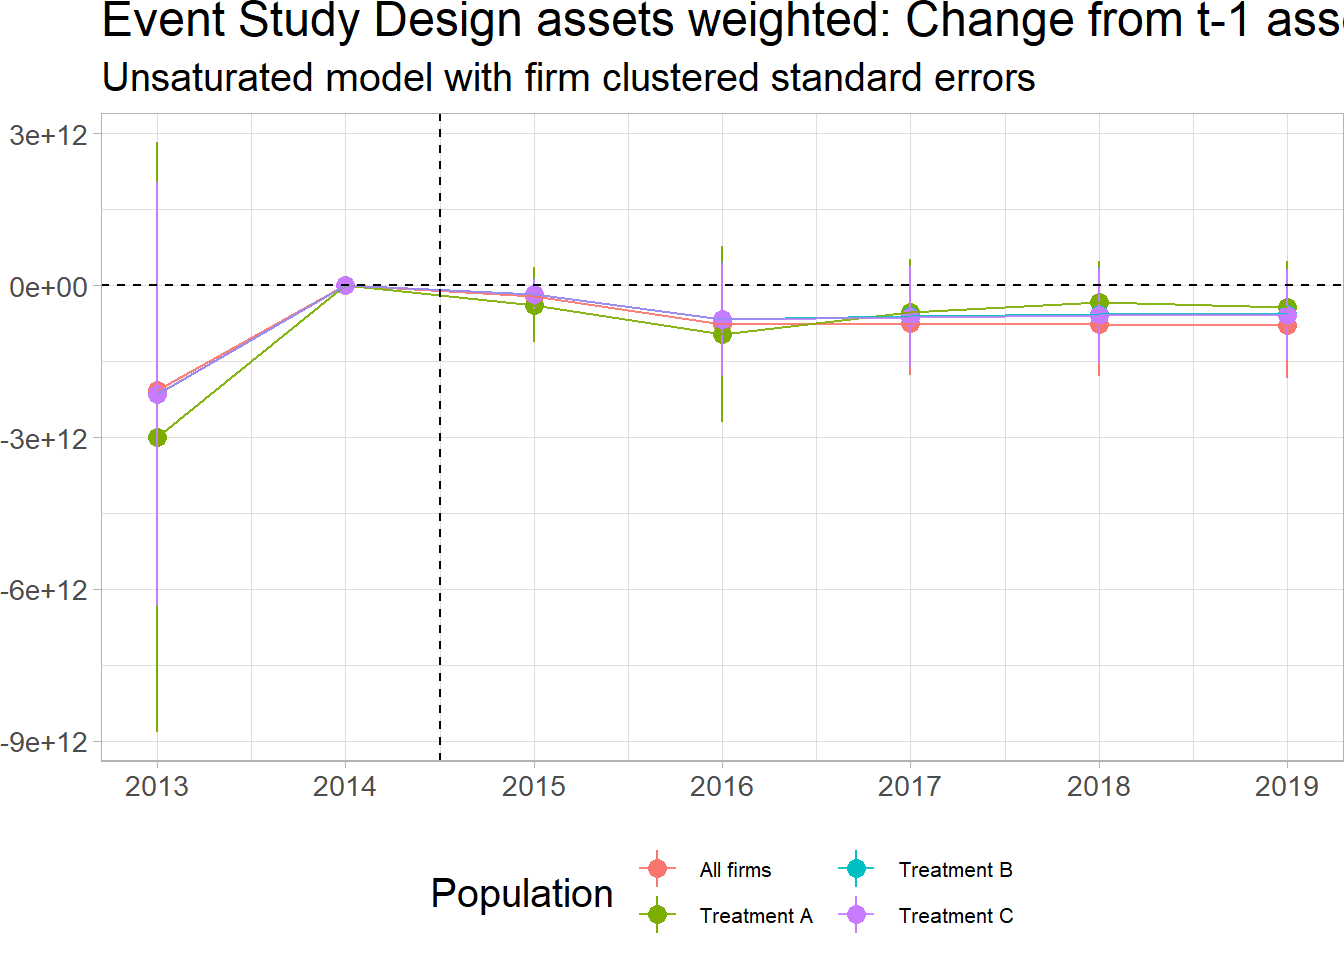 Event Study Design assets weighted: Change from t-1
Unsaturated model with firm clustered standard errors
3e+12
0e+00
-3e+12
-6e+12
-9e+12
2013 2014 2015 2016 2017 2018 2019
Population
All firms
Treatment A
Treatment B
Treatment C